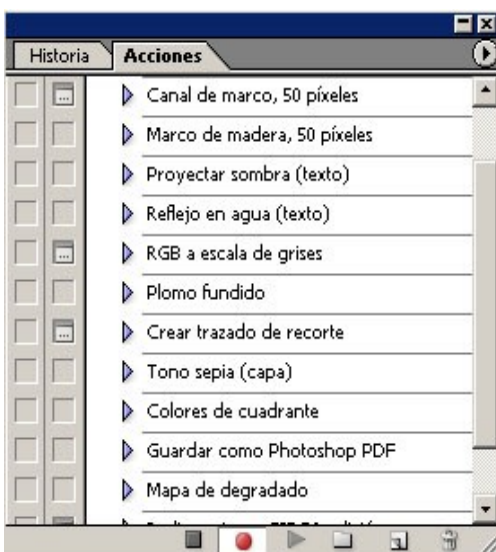 Historia Acciones
Canal de marco, 50 píxeles
Marco de madera, 50 píxeles
Proyectar sombra (texto)
Reflejo en agua (texto)
RGB a escala de grises
Plomo fundido
Crear trazado de recorte
Tono sepia (capa)
Colores de cuadrante
Guardar como Photoshop PDF
Mapa de degradado